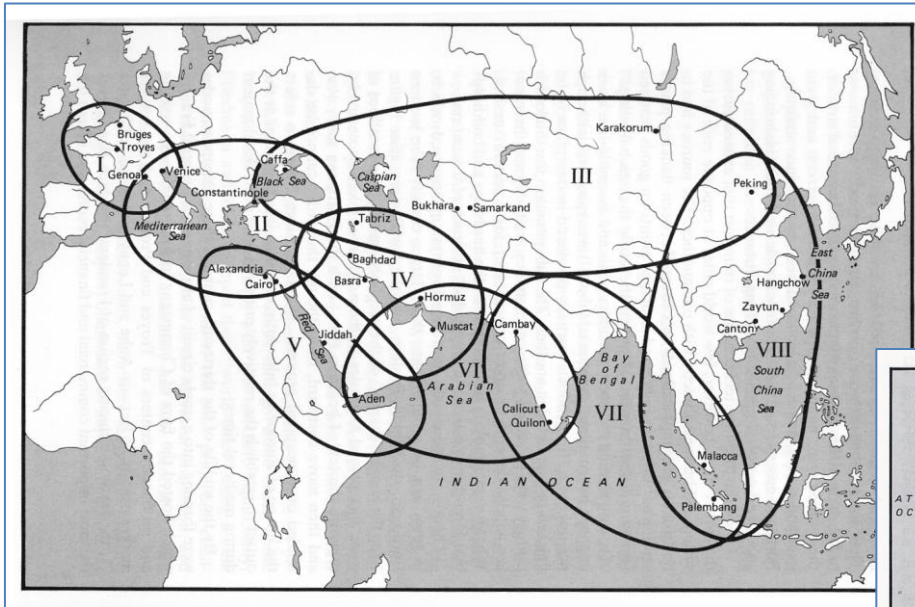 Bruges
Troyes
I
Genoa
Venice
Caffa
Black Sea
Constantinople
II
Mediterranean
Sea
Caspian
Sea
Karakorum
III
Peking
Bukhara
Samarkand
Tabriz
Baghdad
IV
Basra
Alexandria
Cairo
Hormuz
Muscat
Red
Sea
Jiddah
V
Aden
VI
Arabian
Sea
Cambay
Bay
of
Bengal
VII
Calicut
Quilon
East
China
Sea
Hangchow
Zaytun
Canton
VIII
South
China
Sea
Malacca
Palembang
INDIAN OCEAN
AT
OC